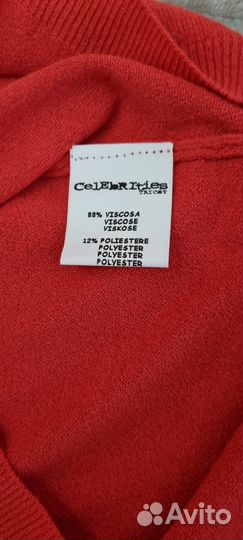 CeLEbRIties
TRICOT
88% VISCOSA
VISCOSE
VISKOSE
12% POLIESTERE
POLYESTER
POLYESTER
POLYESTER
Avito